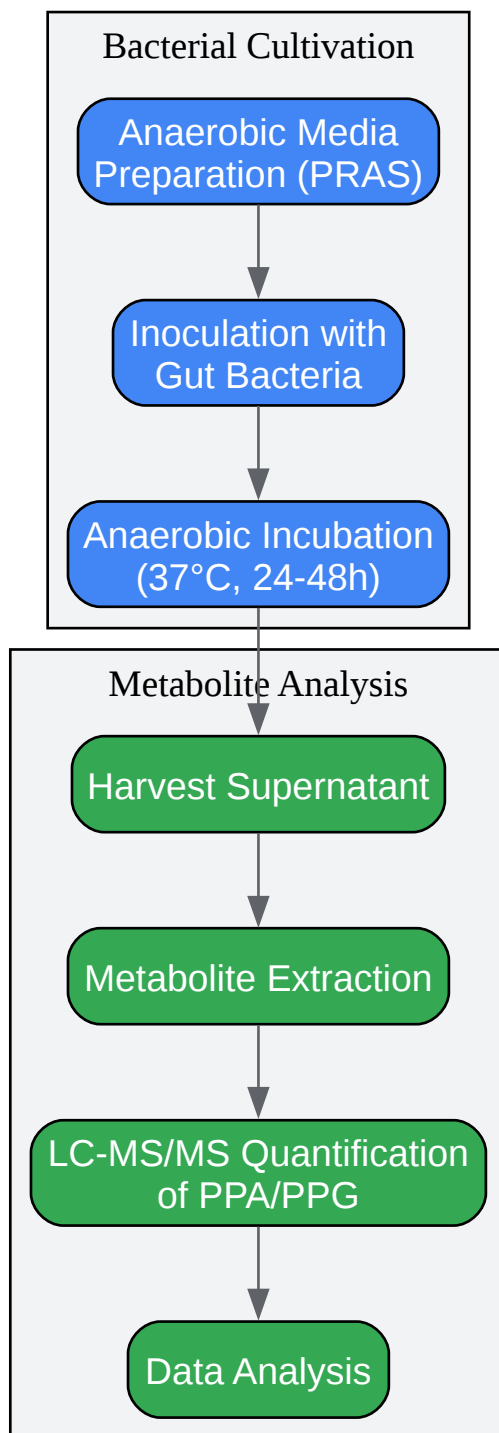 Bacterial Cultivation
Anaerobic Media
Preparation (PRAS)
Inoculation with
Gut Bacteria
Anaerobic Incubation
(37°C, 24-48h)
Metabolite Analysis
Harvest Supernatant
Metabolite Extraction
LC-MS/MS Quantification
of PPA/PPG
Data Analysis